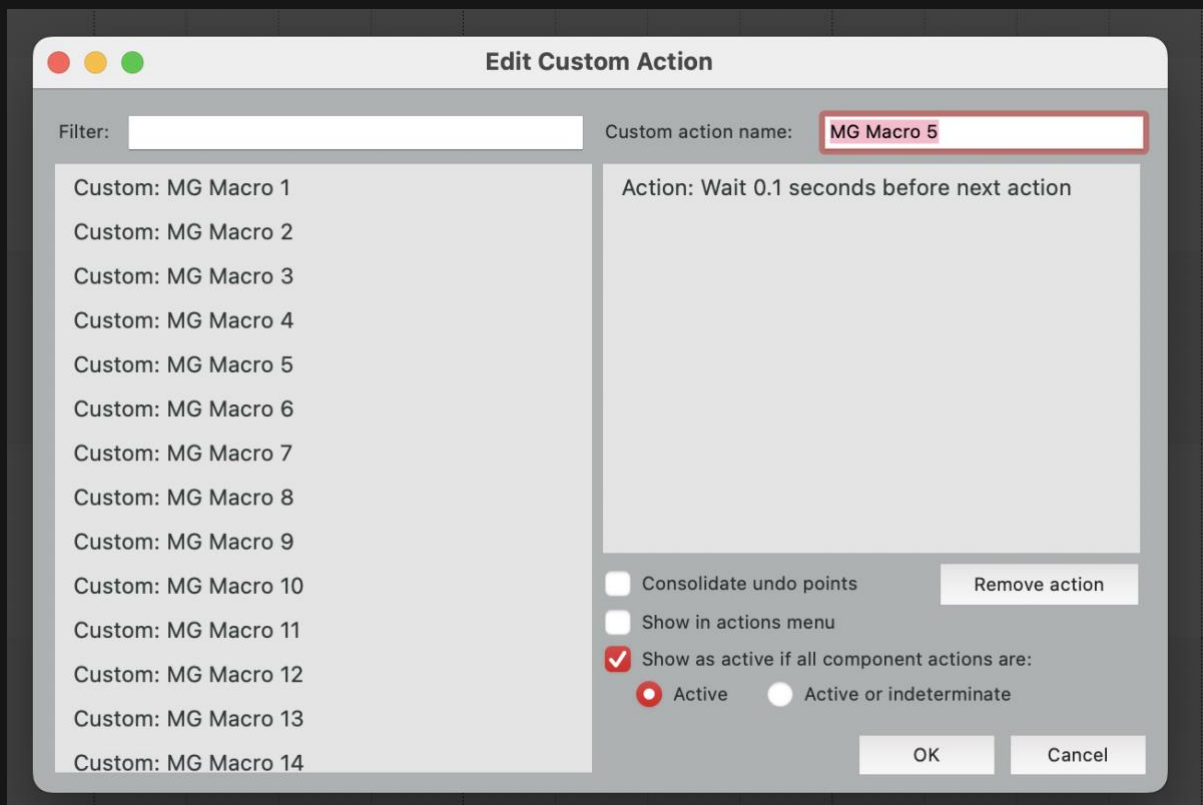 Edit Custom Action
Filter:
Custom action name: MG Macro 5
Custom: MG Macro 1
Custom: MG Macro 2
Custom: MG Macro 3
Custom: MG Macro 4
Custom: MG Macro 5
Custom: MG Macro 6
Custom: MG Macro 7
Custom: MG Macro 8
Custom: MG Macro 9
Custom: MG Macro 10
Custom: MG Macro 11
Custom: MG Macro 12
Custom: MG Macro 13
Custom: MG Macro 14
Action: Wait 0.1 seconds before next action
Consolidate undo points
Remove action
Show in actions menu
Show as active if all component actions are:
Active
Active or indeterminate
OK
Cancel